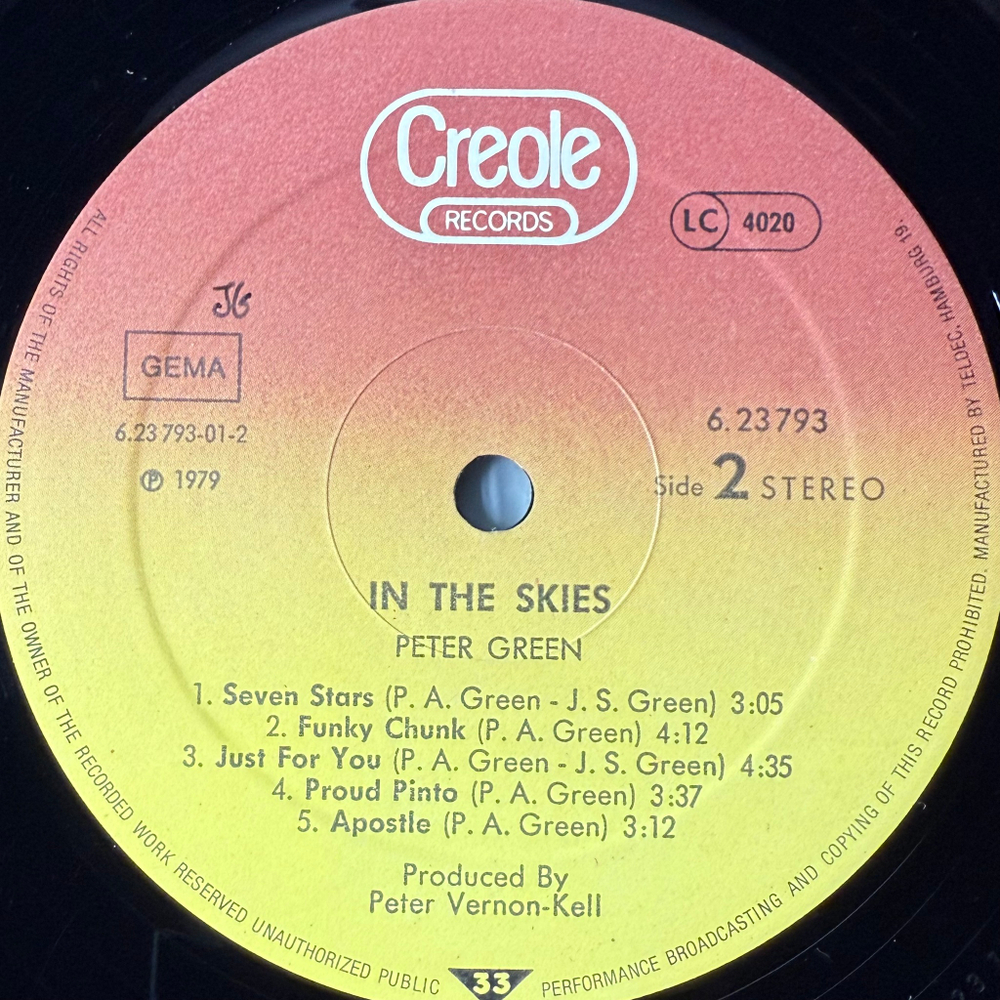 Creole
RECORDS
LC 4020
JG
GEMA
6.23793-01-2
℗ 1979
6.23793
Side 2 STEREO
IN THE SKIES
PETER GREEN
1. Seven Stars (P. A. Green - J. S. Green) 3:05
2. Funky Chunk (P. A. Green) 4:12
3. Just For You (P. A. Green - J. S. Green) 4:35
4. Proud Pinto (P. A. Green) 3:37
5. Apostle (P. A. Green) 3:12
Produced By
Peter Vernon-Kell
33
ALL RIGHTS OF THE MANUFACTURER AND OF THE OWNER OF THE RECORDED WORK RESERVED UNAUTHORIZED PUBLIC PERFORMANCE BROADCASTING AND COPYING OF THIS RECORD PROHIBITED. MANUFACTURED BY TELDEC, HAMBURG 19.